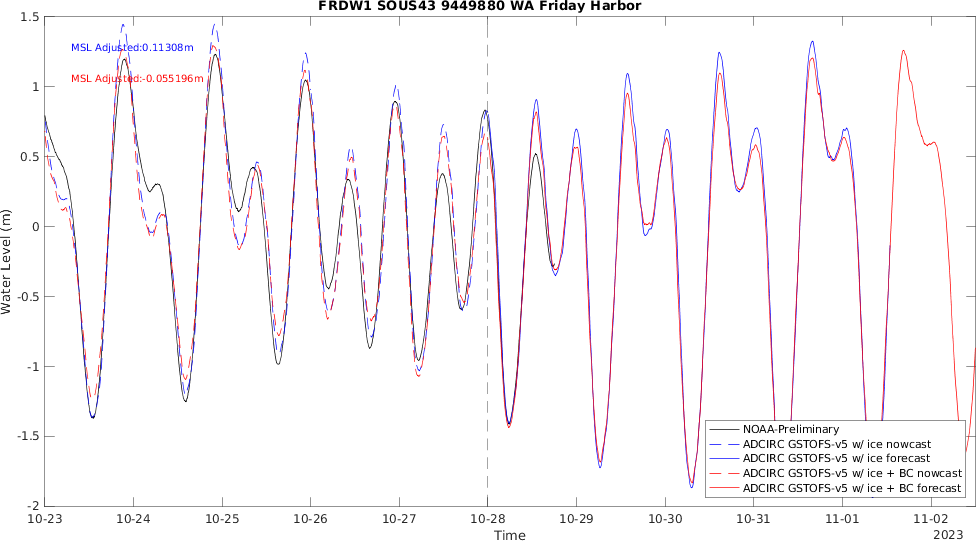 FRDW1 SOUS43 9449880 WA Friday Harbor
MSL Adjusted:0.11308m
MSL Adjusted:-0.055196m
1.5
1
0.5
0
-0.5
-1
-1.5
-2
Water Level (m)
NOAA-Preliminary
ADCIRC GSTOFS-v5 w/ ice nowcast
ADCIRC GSTOFS-v5 w/ ice forecast
ADCIRC GSTOFS-v5 w/ ice + BC nowcast
ADCIRC GSTOFS-v5 w/ ice + BC forecast
10-23 10-24 10-25 10-26 10-27 10-28 10-29 10-30 10-31 11-01 11-02
Time
2023